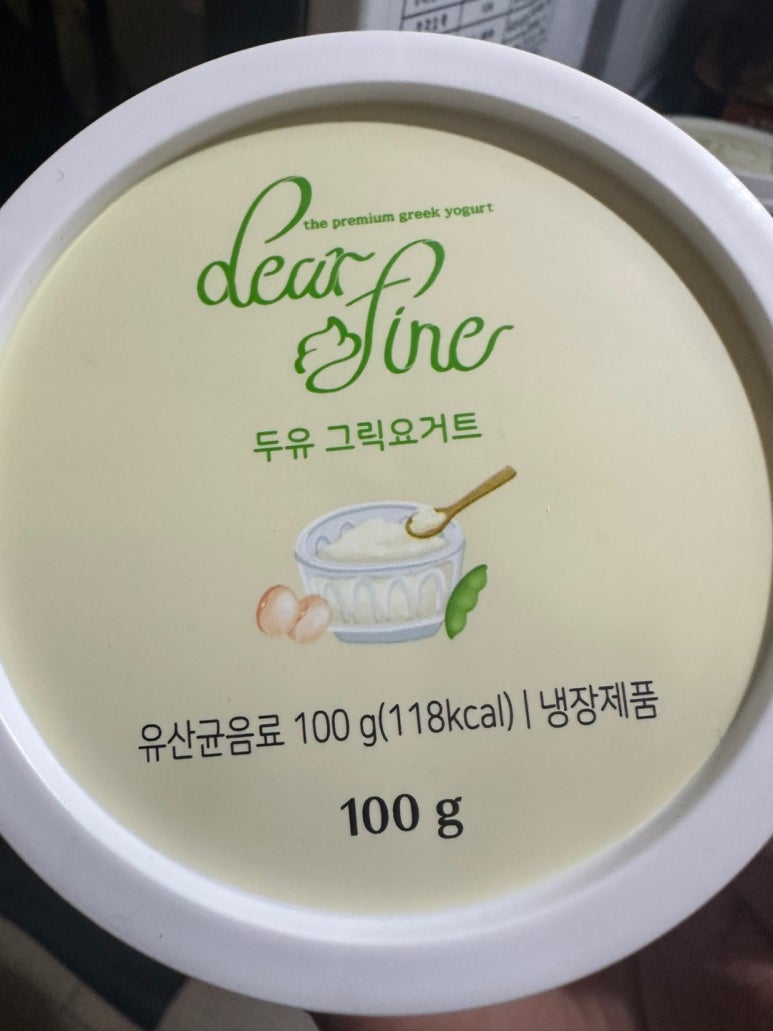 the premium greek yogurt
dear
fine
두유 그릭요거트
유산균음료 100 g(118kcal) | 냉장제품
100 g